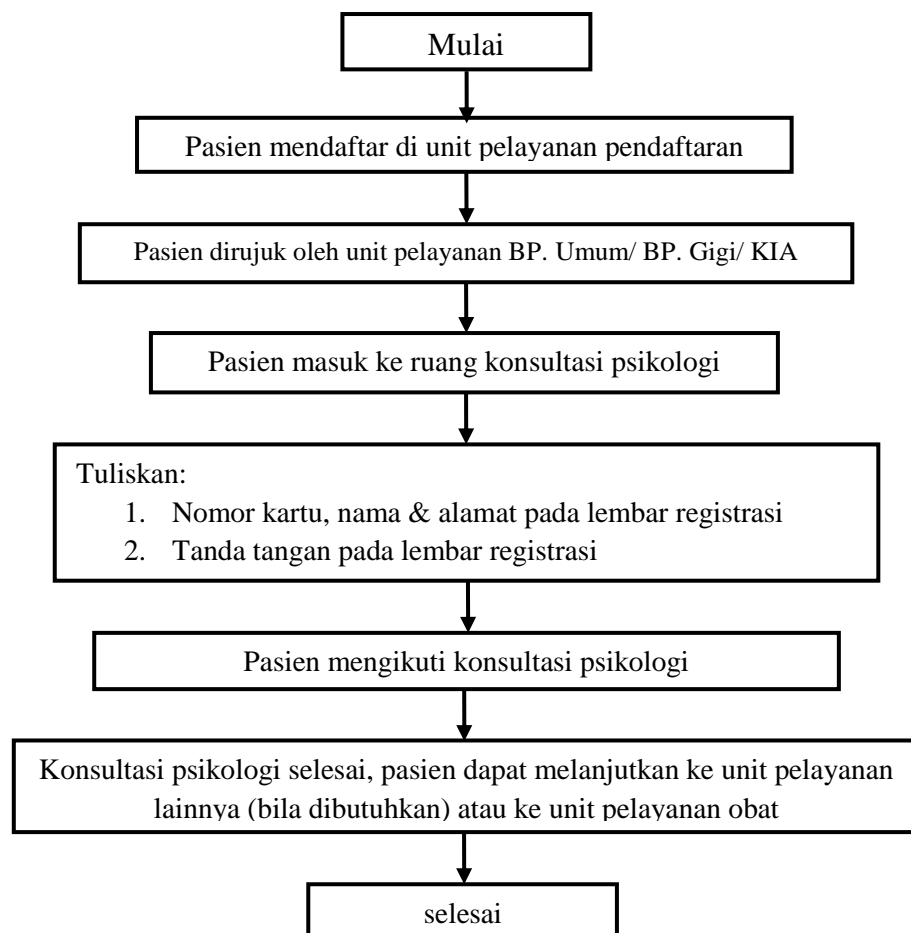 Mulai
Pasien mendaftar di unit pelayanan pendaftaran
Pasien dirujuk oleh unit pelayanan BP. Umum/ BP. Gigi/ KIA
Pasien masuk ke ruang konsultasi psikologi
Tuliskan:
1. Nomor kartu, nama & alamat pada lembar registrasi
2. Tanda tangan pada lembar registrasi
Pasien mengikuti konsultasi psikologi
Konsultasi psikologi selesai, pasien dapat melanjutkan ke unit pelayanan
lainnya (bila dibutuhkan) atau ke unit pelayanan obat
selesai